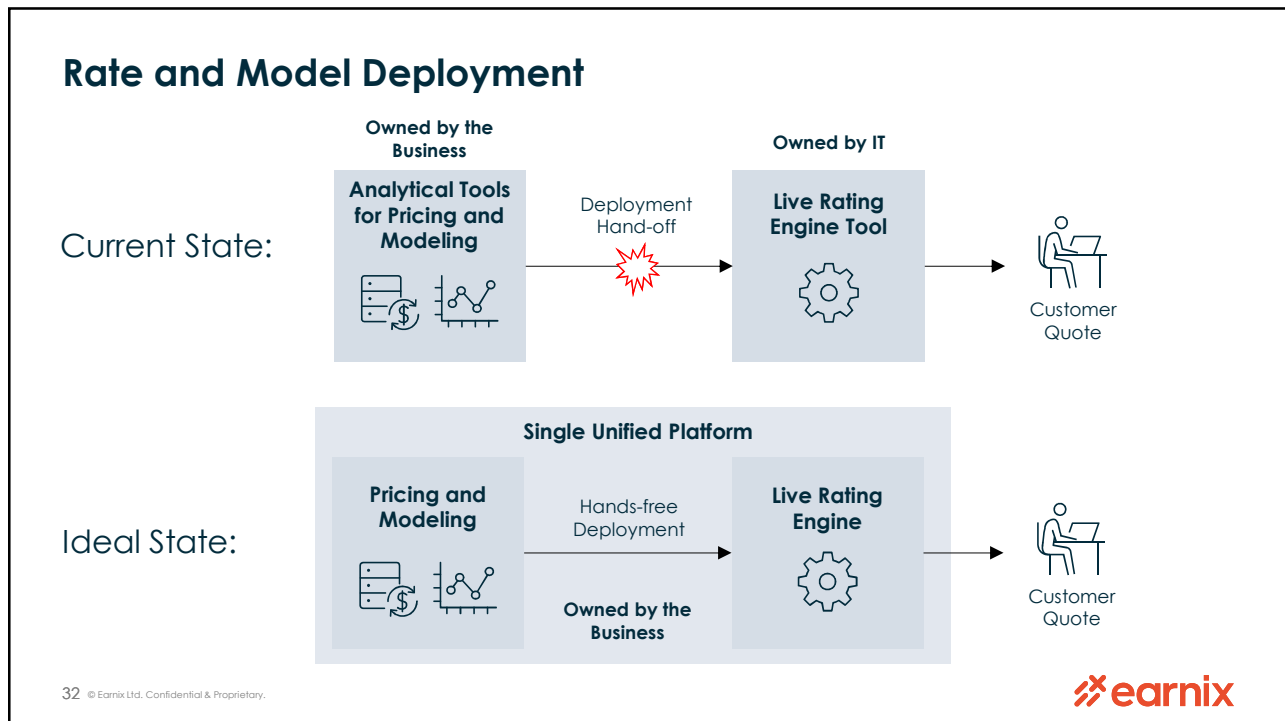 Rate and Model Deployment
Current State:
Owned by the
Business
Analytical Tools
for Pricing and
Modeling
$
Deployment
Hand-off
Owned by IT
Live Rating
Engine Tool
Customer
Quote
Ideal State:
Single Unified Platform
Pricing and
Modeling
$
Hands-free
Deployment
Owned by the
Business
Live Rating
Engine
Customer
Quote
32 © Earnix Ltd. Confidential & Proprietary.
earnix